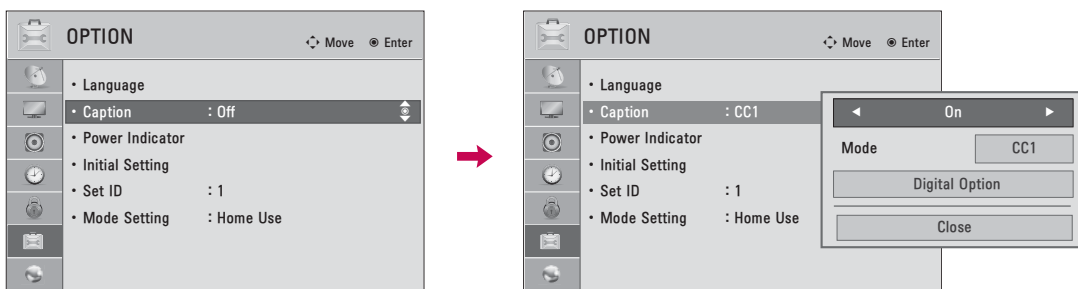 OPTION
Move Enter
• Language
• Caption : Off
• Power Indicator
• Initial Setting
• Set ID : 1
• Mode Setting : Home Use
OPTION
Move Enter
• Language
• Caption : CC1
• Power Indicator
• Initial Setting
• Set ID : 1
• Mode Setting : Home Use
◄ On ►
Mode CC1
Digital Option
Close